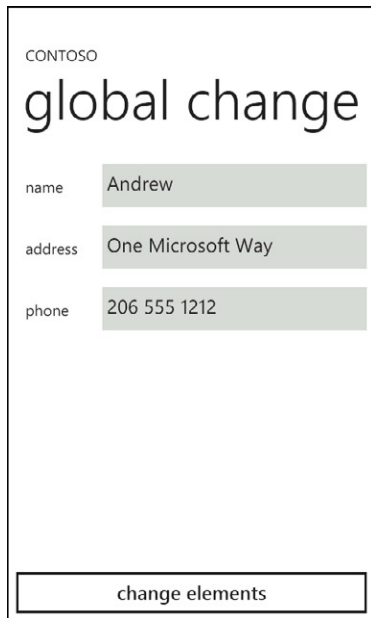 CONTOSO
global change
name Andrew
address One Microsoft Way
phone 206 555 1212
change elements